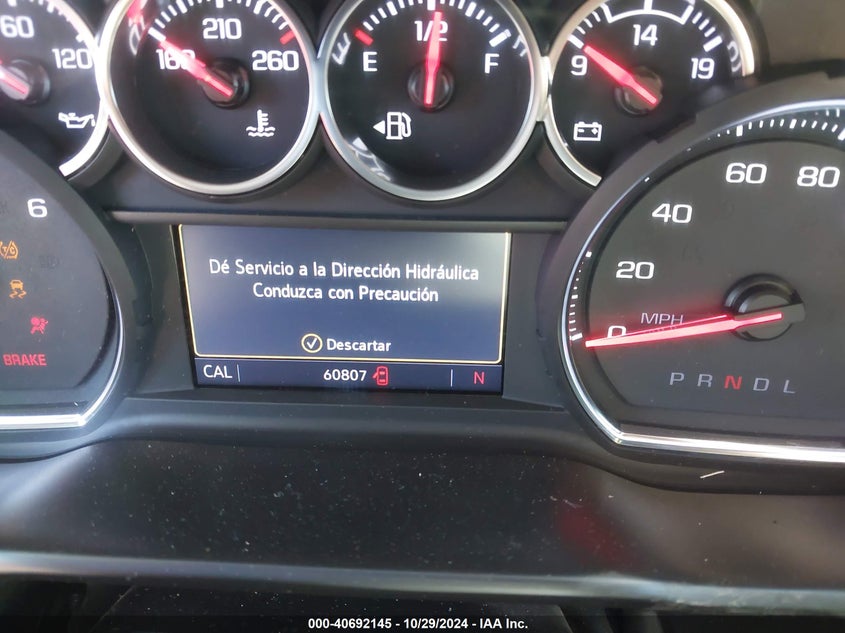 60
120
210
160
260
1/2
E
F
14
9
19
6
BRAKE
Dé Servicio a la Dirección Hidráulica
Conduzca con Precaución
Descartar
CAL
60807
N
80
60
40
20
0
MPH
P R N D L
000-40692145 - 10/29/2024 - IAA Inc.